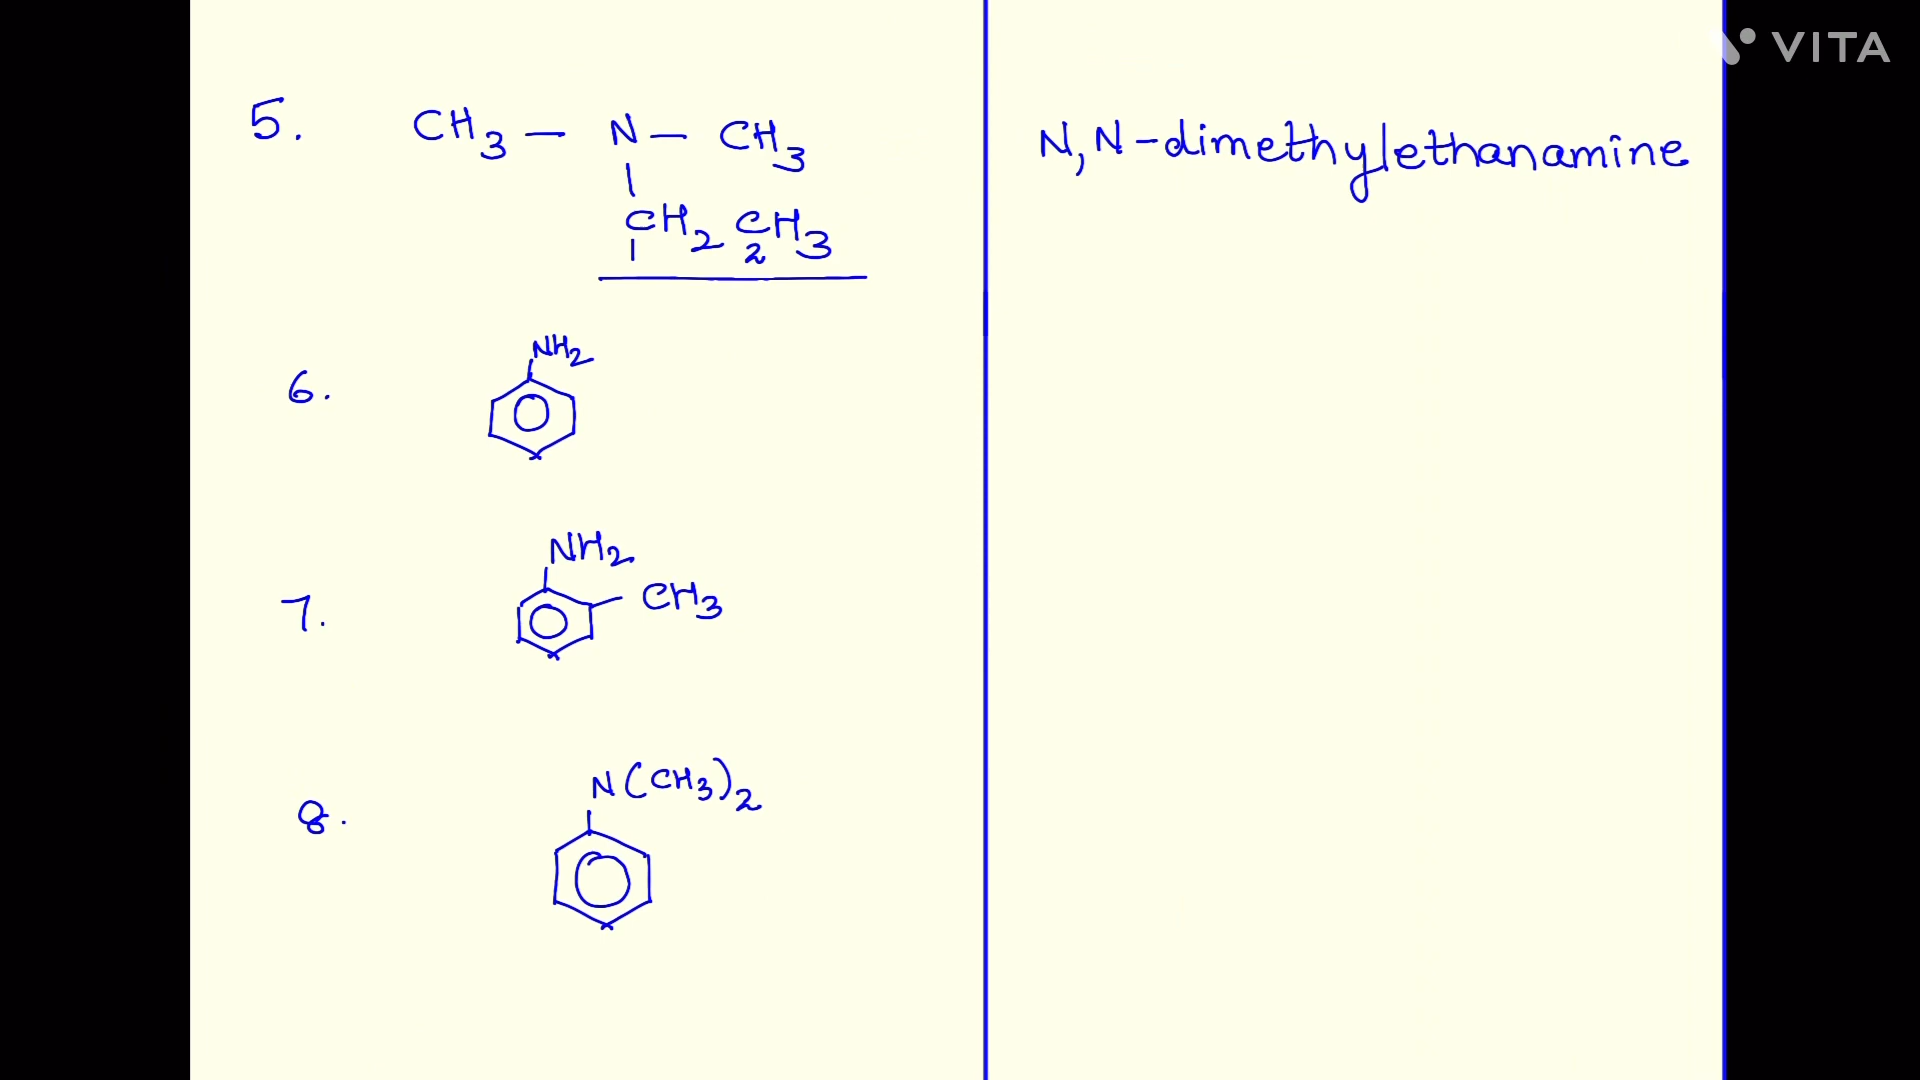 VITA
5. CH3 – N – CH3
N,N-dimethylethanamine
CH2 CH3
1 2
6. NH2
7. NH2
CH3
8. N(CH3)2